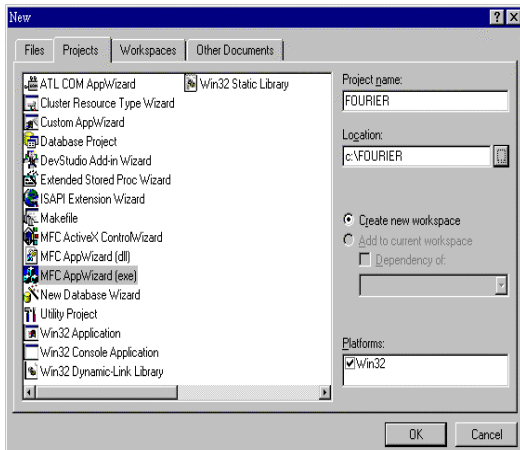 New
Files
Projects
Workspaces
Other Documents
ATL COM AppWizard
Cluster Resource Type Wizard
Custom AppWizard
Database Project
DevStudio Add-in Wizard
Extended Stored Proc Wizard
ISAPI Extension Wizard
Makefile
MFC ActiveX ControlWizard
MFC AppWizard (dll)
MFC AppWizard (exe)
New Database Wizard
Utility Project
Win32 Application
Win32 Console Application
Win32 Dynamic-Link Library
Win32 Static Library
Project name:
FOURIER
Location:
c:\FOURIER
Create new workspace
Add to current workspace
Dependency of:
Platforms:
Win32
OK
Cancel